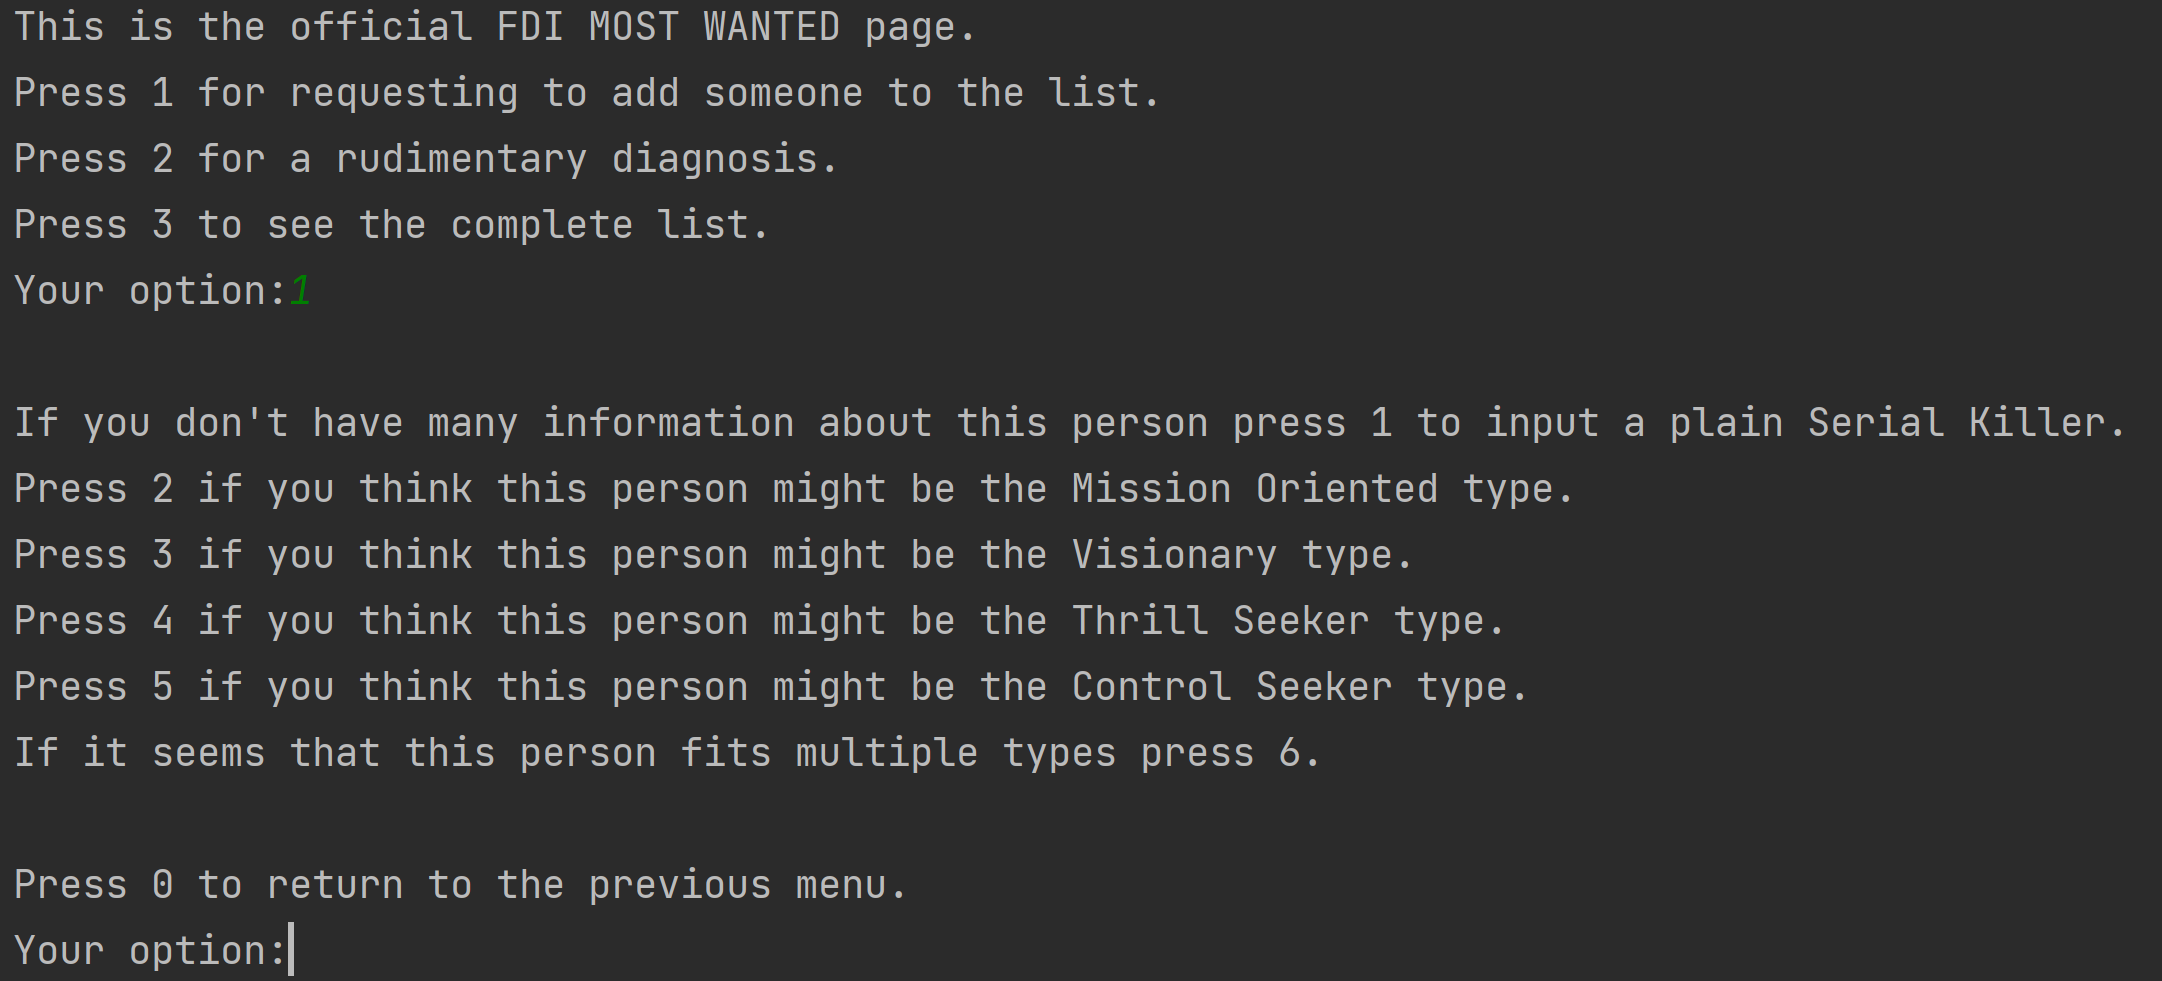 This is the official FDI MOST WANTED page.
Press 1 for requesting to add someone to the list.
Press 2 for a rudimentary diagnosis.
Press 3 to see the complete list.
Your option:1
If you don't have many information about this person press 1 to input a plain Serial Killer.
Press 2 if you think this person might be the Mission Oriented type.
Press 3 if you think this person might be the Visionary type.
Press 4 if you think this person might be the Thrill Seeker type.
Press 5 if you think this person might be the Control Seeker type.
If it seems that this person fits multiple types press 6.
Press 0 to return to the previous menu.
Your option: